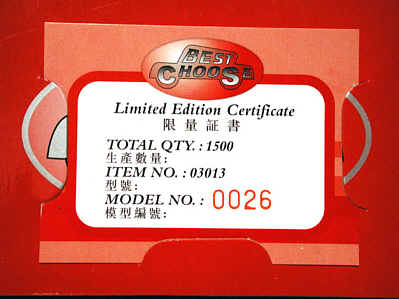 BEST
CHOOSE
Limited Edition Certificate
限量証書
TOTAL QTY. : 1500
生產數量:
ITEM NO. : 03013
型號:
MODEL NO. : 0026
模型編號: